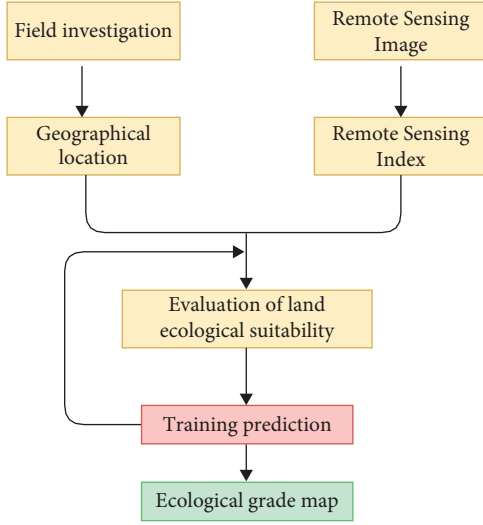 Field investigation
Remote Sensing
Image
Geographical
location
Remote Sensing
Index
Evaluation of land
ecological suitability
Training prediction
Ecological grade map